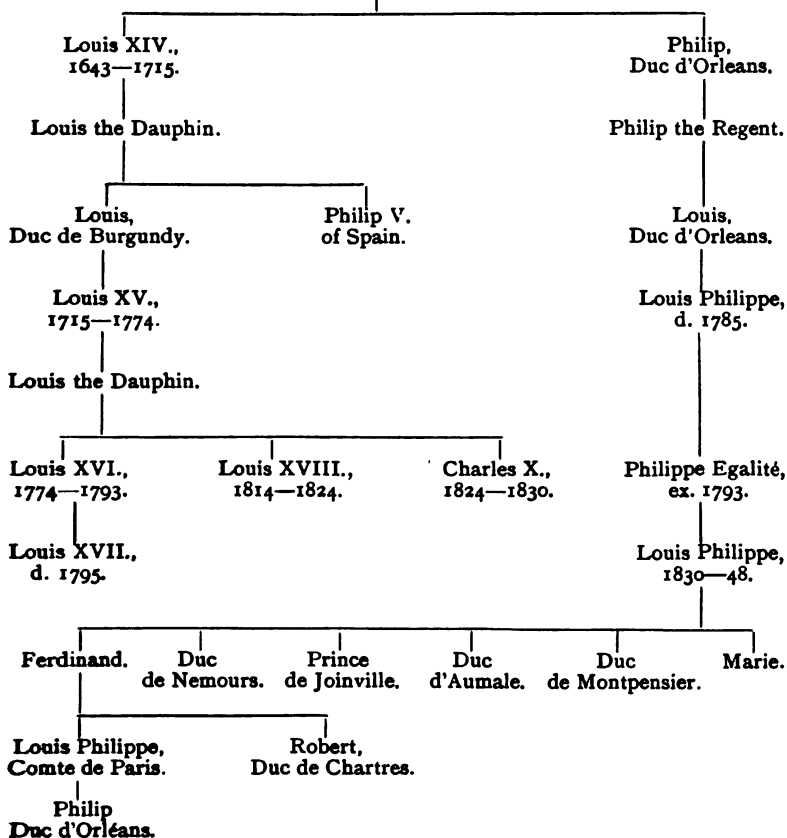 Louis XIV.,
1643—1715.
Philip,
Duc d'Orleans.
Louis the Dauphin.
Philip the Regent.
Louis,
Duc de Burgundy.
Philip V.
of Spain.
Louis,
Duc d'Orleans.
Louis XV.,
1715—1774.
Louis Philippe,
d. 1785.
Louis the Dauphin.
Louis XVI.,
1774—1793.
Louis XVIII.,
1814—1824.
Charles X.,
1824—1830.
Philippe Egalité,
ex. 1793.
Louis XVII.,
d. 1795.
Louis Philippe,
1830—48.
Ferdinand.
Duc
de Nemours.
Prince
de Joinville.
Duc
d'Aumale.
Duc
de Montpensier.
Marie.
Louis Philippe,
Comte de Paris.
Robert,
Duc de Chartres.
Philip
Duc d'Orléans.